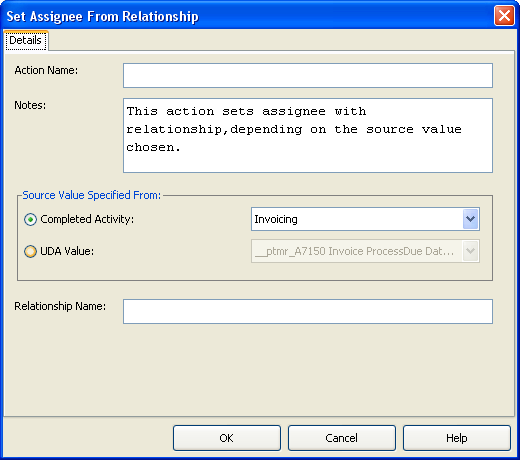 Set Assignee From Relationship
Details
Action Name:
Notes:
This action sets assignee with
relationship,depending on the source value
chosen.
Source Value Specified From:
Completed Activity:
Invoicing
UDA Value:
__ptmr_A7150 Invoice ProcessDue Dat...
Relationship Name:
OK
Cancel
Help